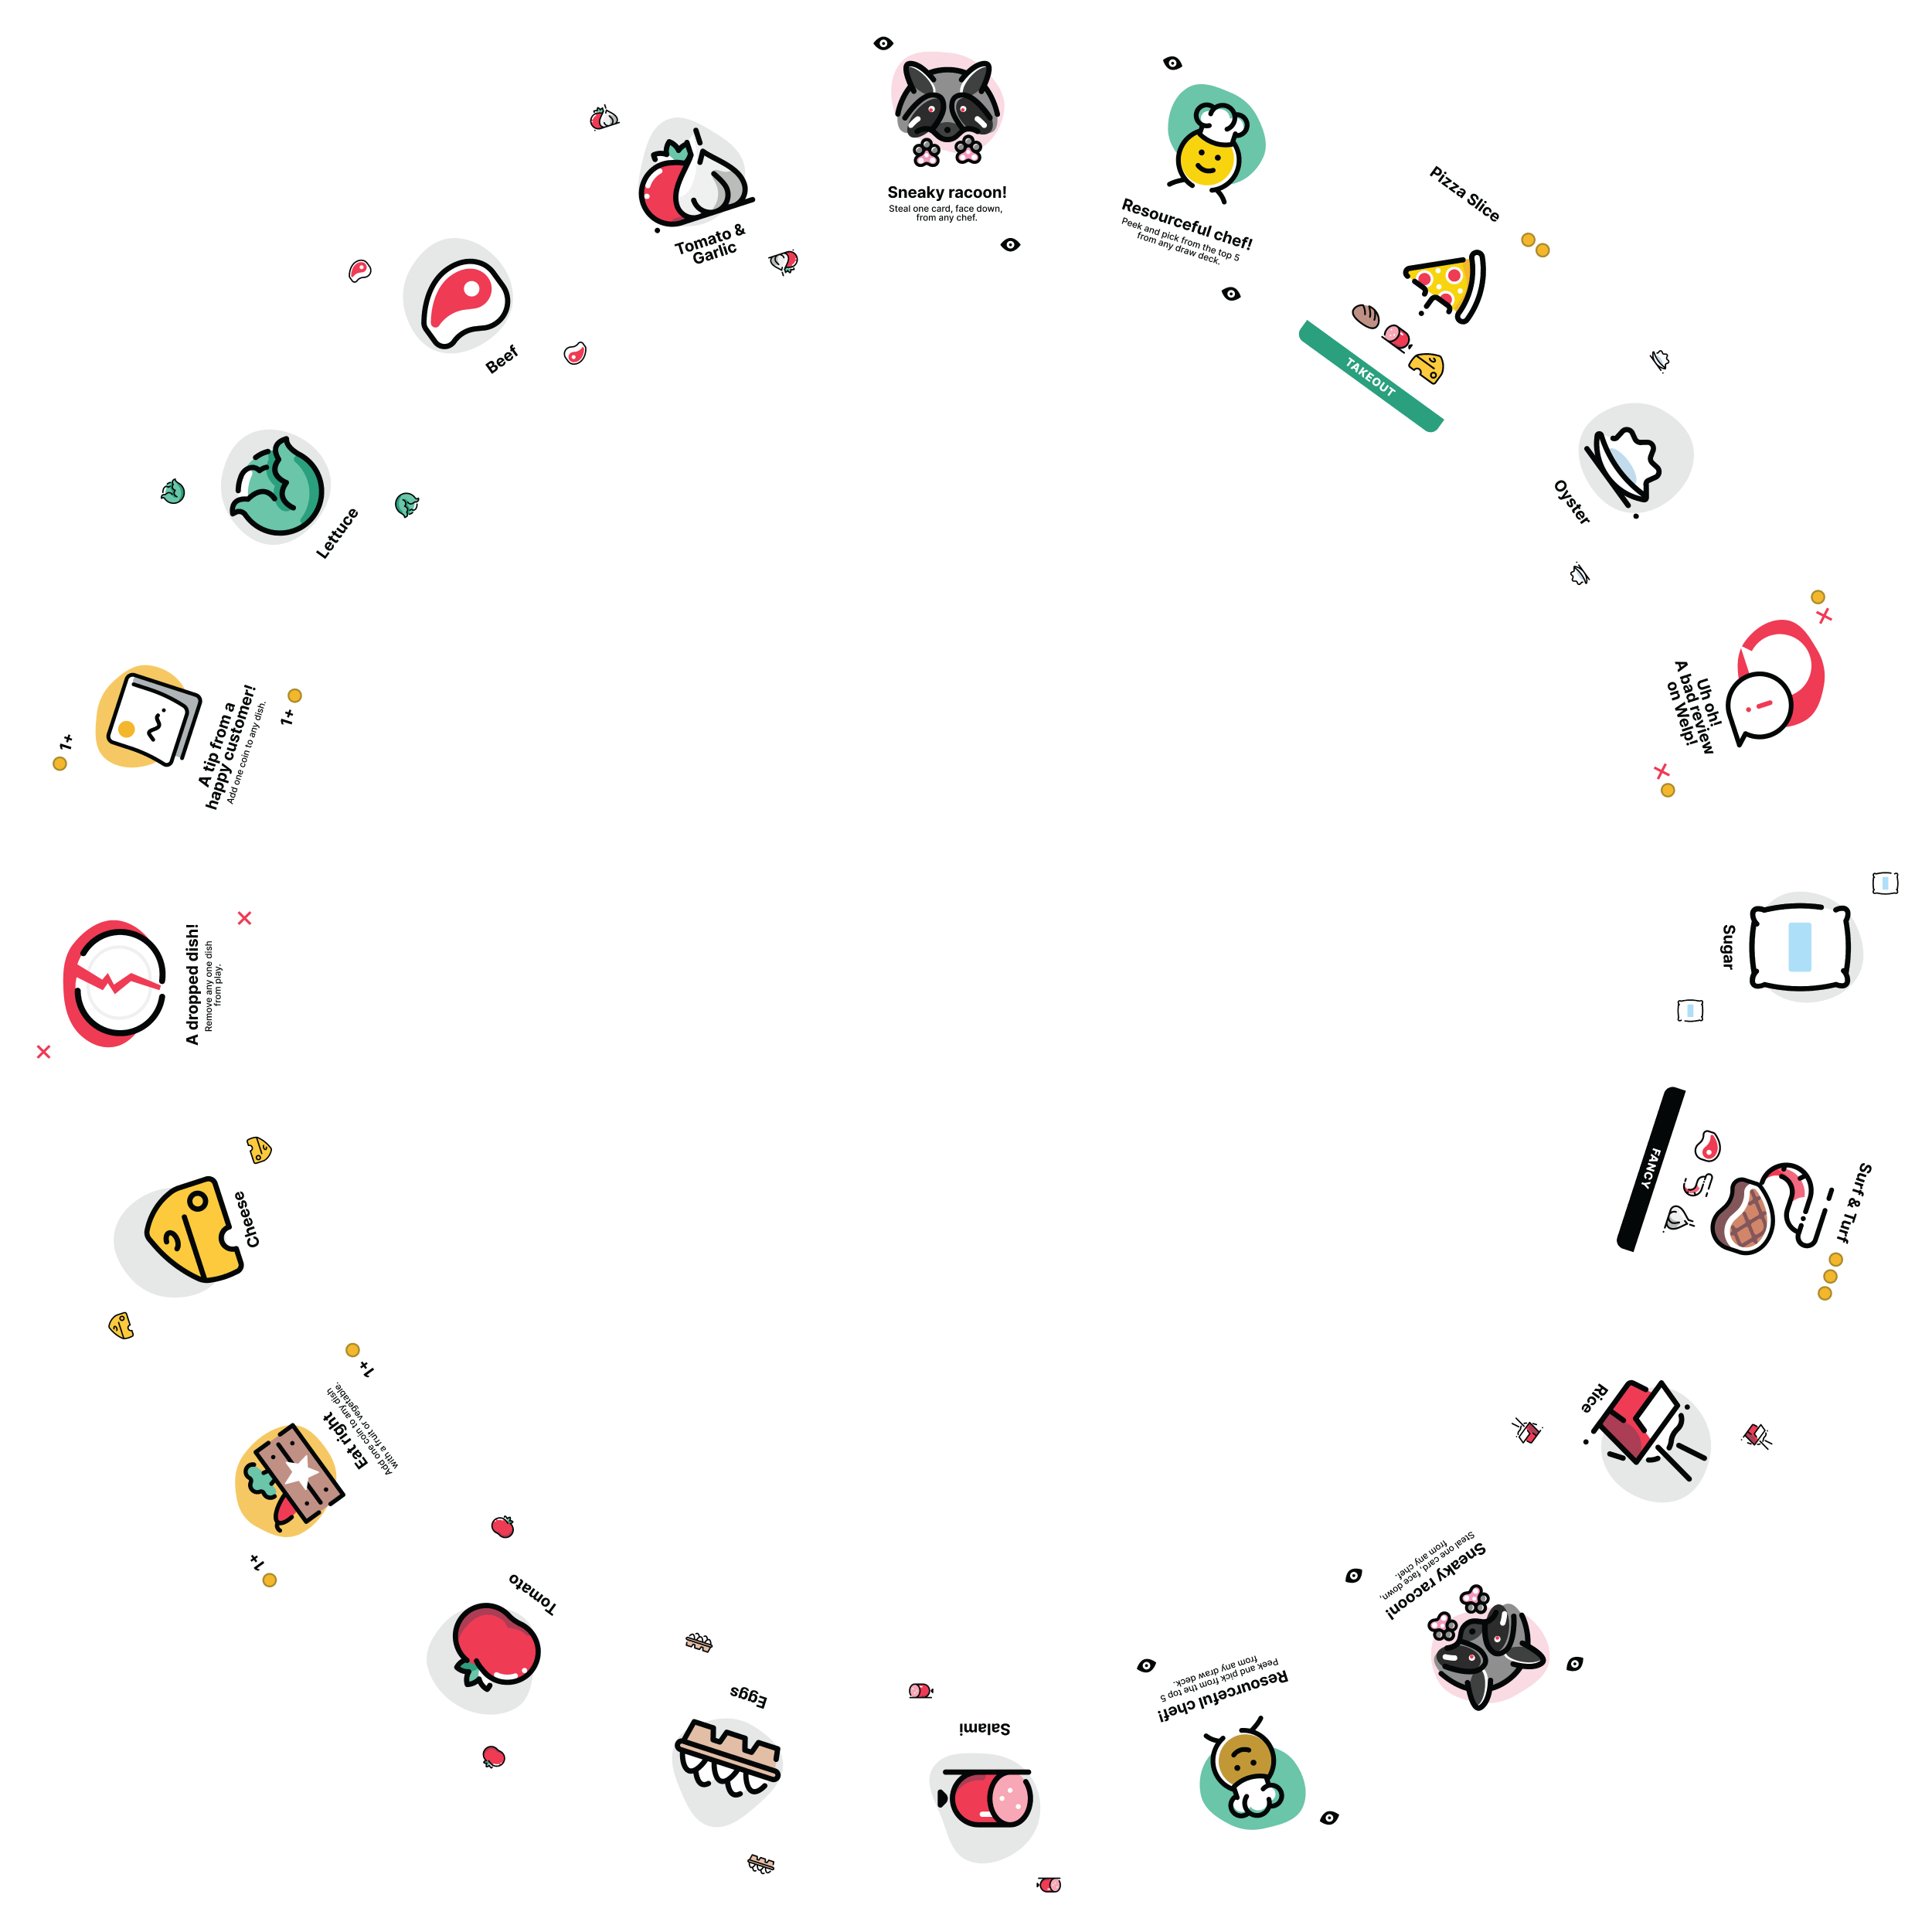 Sneaky racoon!
Steal one card, face down,
from any chef.
Resourceful chef!
Peek and pick from the top 5
from any draw deck.
Pizza Slice
TAKEOUT
Oyster
Uh oh!
A bad review
on Welp!
Sugar
Surf & Turf
FANCY
Rice
Sneaky racoon!
Steal one card, face down,
from any chef.
Resourceful chef!
Peek and pick from the top 5
from any draw deck.
Salami
Eggs
Tomato
Eat right
Add one coin to any dish
with a fruit or vegetable.
1+
1+
Cheese
A dropped dish!
Remove any one dish
from play.
A tip from a
happy customer!
Add one coin to any dish.
1+
1+
Lettuce
Beef
Tomato &
Garlic